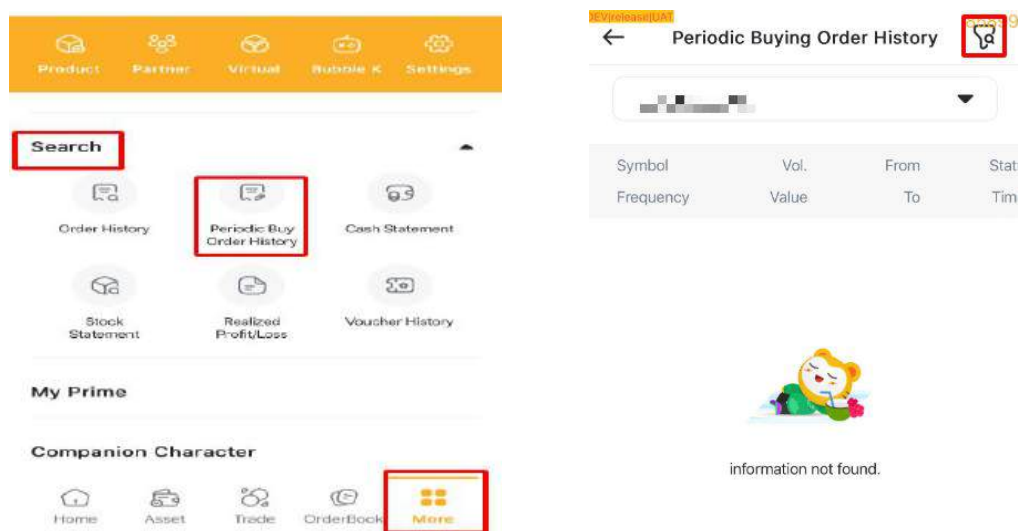 Product Partner Virtual Bubble K Settings
Search
Order History
Periodic Buy
Order History
Cash Statement
Stock
Statement
Realized
Profit/Loss
Voucher History
My Prime
Companion Character
Home Asset Trade OrderBook More
DEV|release|UAT
Periodic Buying Order History
Symbol Vol. From Stat
Frequency Value To Tim
information not found.